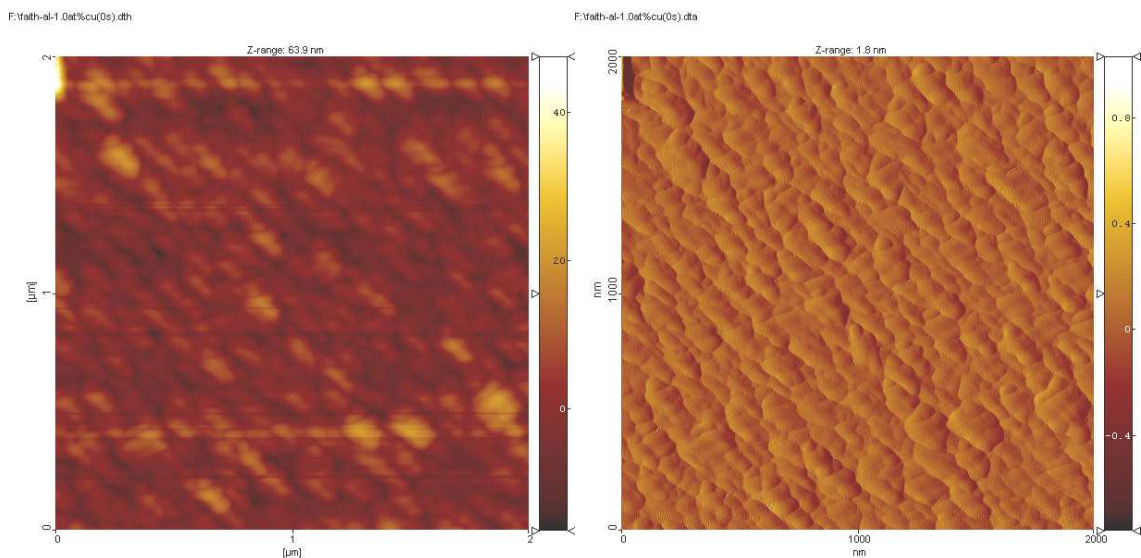 F:\faith-al-1.0at%cu(0s).dth
Z-range: 63.9 nm
2
1
0
[µm]
0
1
2
[µm]
40
20
0
F:\faith-al-1.0at%cu(0s).dta
Z-range: 1.8 nm
2000
1000
0
nm
0
1000
2000
nm
0.8
0.4
0
-0.4